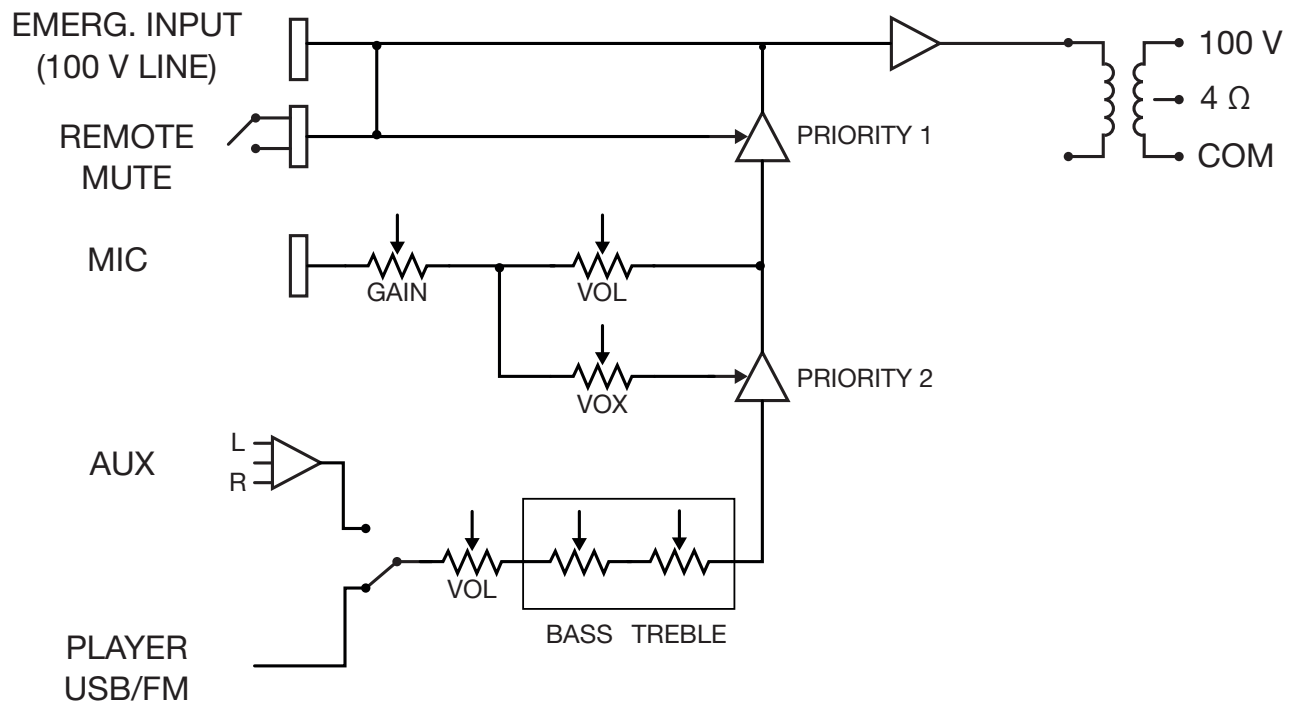 EMERG. INPUT
(100 V LINE)
100 V
4 Ω
COM
REMOTE
MUTE
PRIORITY 1
MIC
GAIN
VOL
VOX
PRIORITY 2
AUX
L
R
VOL
BASS TREBLE
PLAYER
USB/FM